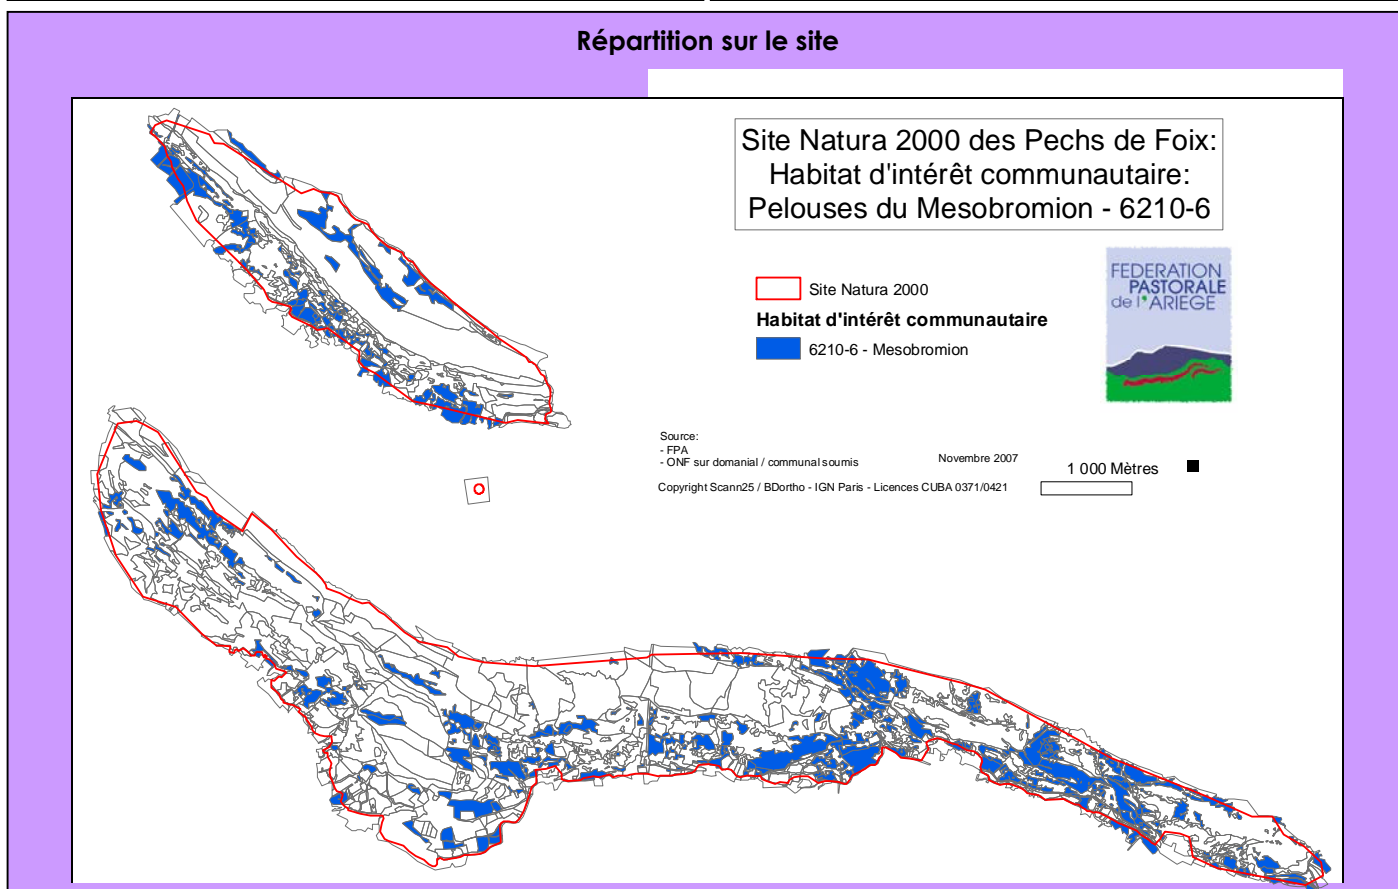 Répartition sur le site
Site Natura 2000 des Pechs de Foix:
Habitat d'intérêt communautaire:
Pelouses du Mesobromion - 6210-6
Site Natura 2000
Habitat d'intérêt communautaire
6210-6 - Mesobromion
FEDERATION
PASTORALE
de l'ARIEGE
Source:
- FPA
- ONF sur domanial / communal soumis
Novembre 2007
Copyright Scann25 / BDortho - IGN Paris - Licences CUBA 0371/0421
1 000 Mètres